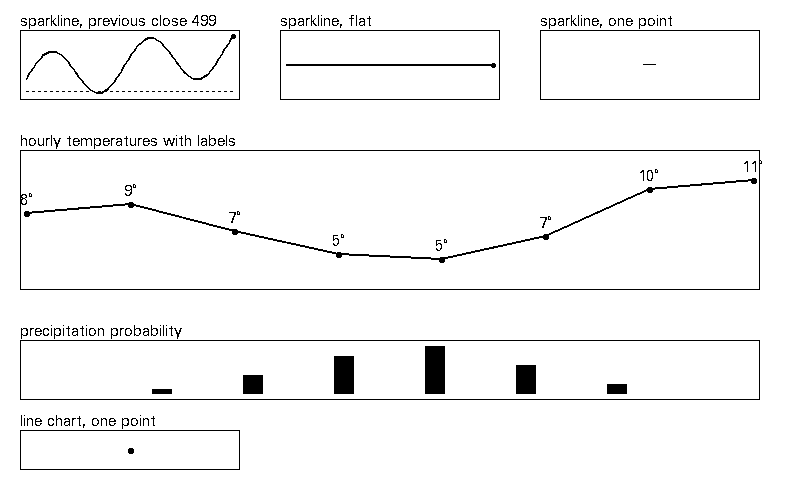 sparkline, previous close 499
sparkline, flat
sparkline, one point
hourly temperatures with labels
8°
9°
7°
5°
5°
7°
10°
11°
precipitation probability
line chart, one point